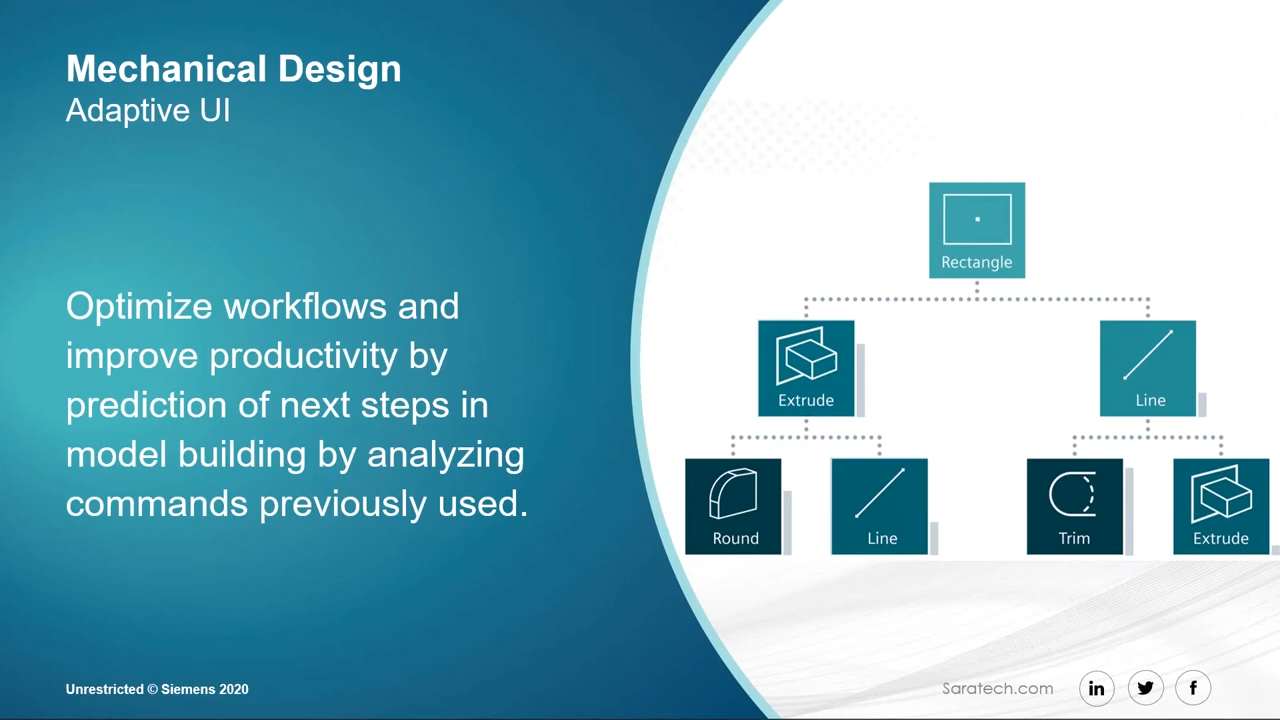 Mechanical Design
Adaptive UI
Optimize workflows and
improve productivity by
prediction of next steps in
model building by analyzing
commands previously used.
Rectangle
Extrude
Line
Round
Line
Trim
Extrude
Unrestricted © Siemens 2020
Saratech.com
in
f